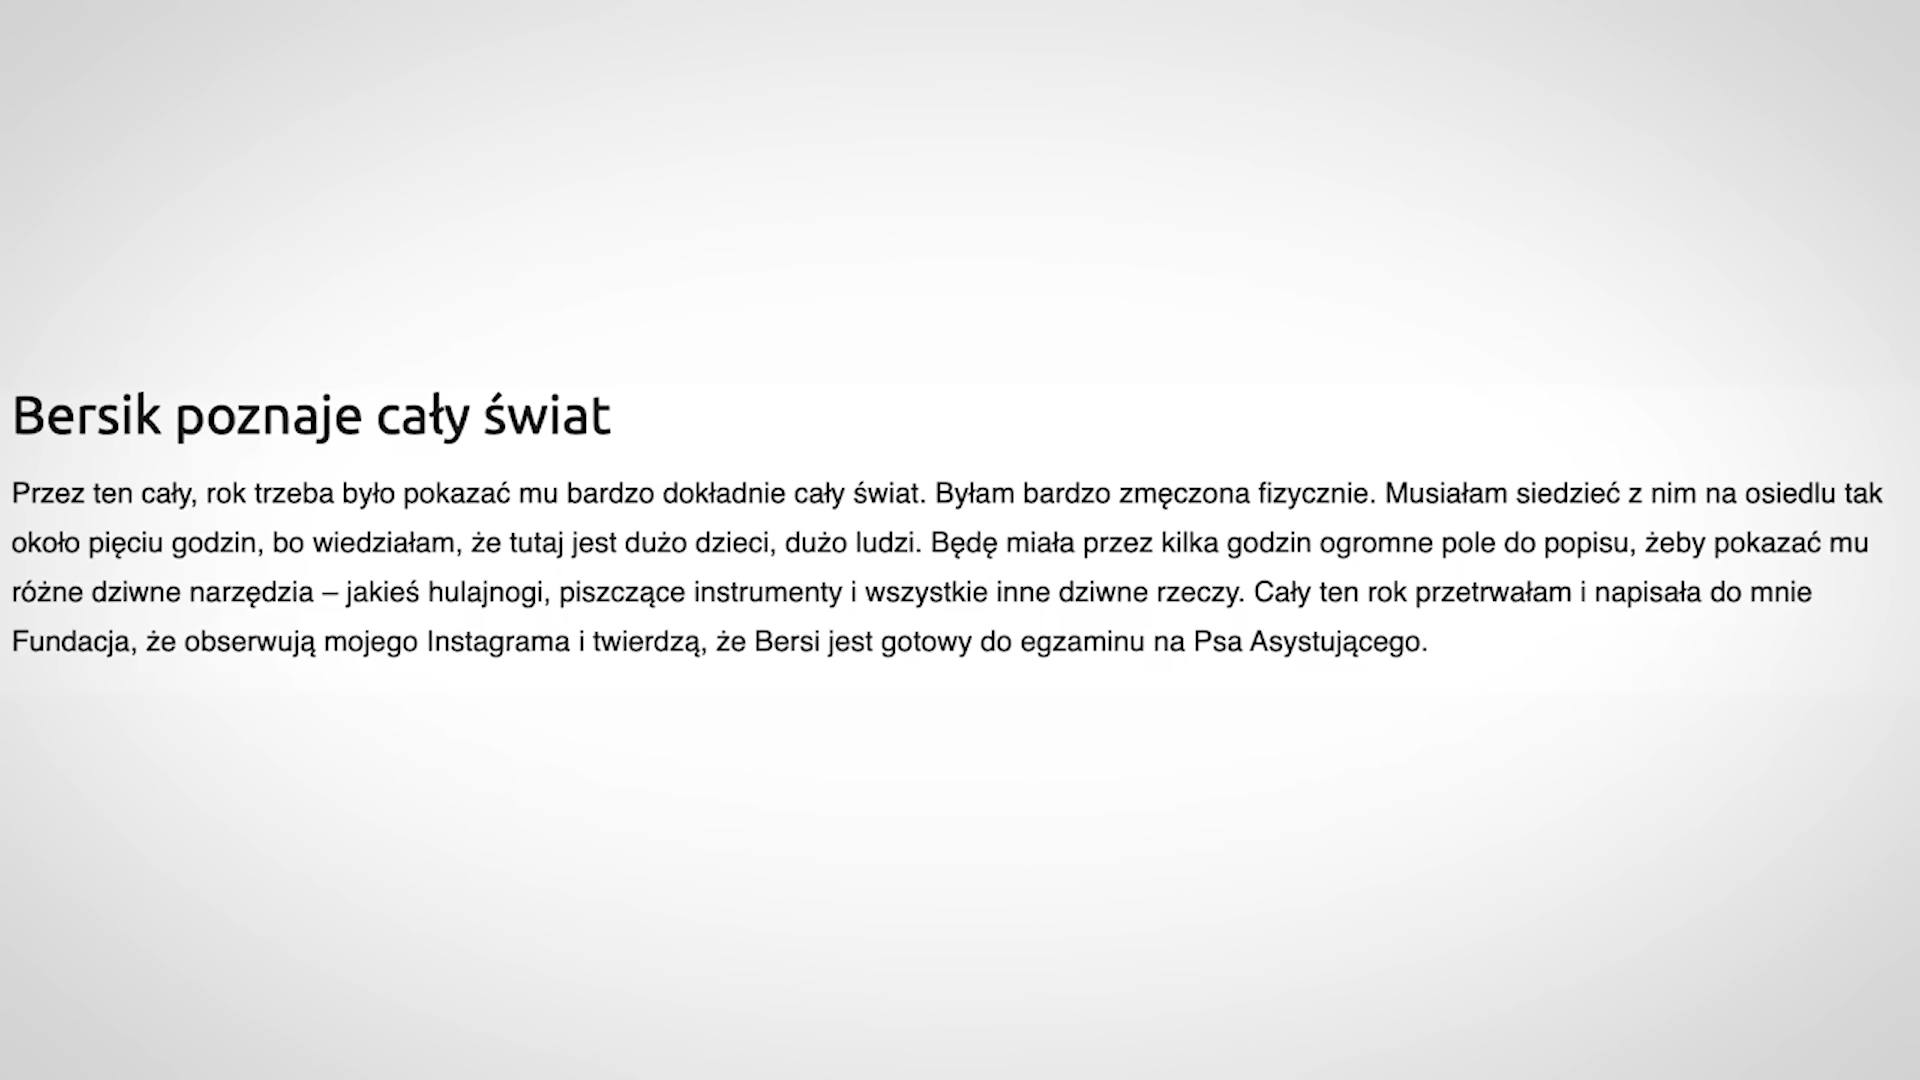 Bersik poznaje cały świat
Przez ten cały, rok trzeba było pokazać mu bardzo dokładnie cały świat. Byłam bardzo zmęczona fizycznie. Musiałam siedzieć z nim na osiedlu tak
około pięciu godzin, bo wiedziałam, że tutaj jest dużo dzieci, dużo ludzi. Będę miała przez kilka godzin ogromne pole do popisu, żeby pokazać mu
różne dziwne narzędzia – jakieś hulajnogi, piszczące instrumenty i wszystkie inne dziwne rzeczy. Cały ten rok przetrwałam i napisała do mnie
Fundacja, że obserwują mojego Instagrama i twierdzą, że Bersi jest gotowy do egzaminu na Psa Asystującego.